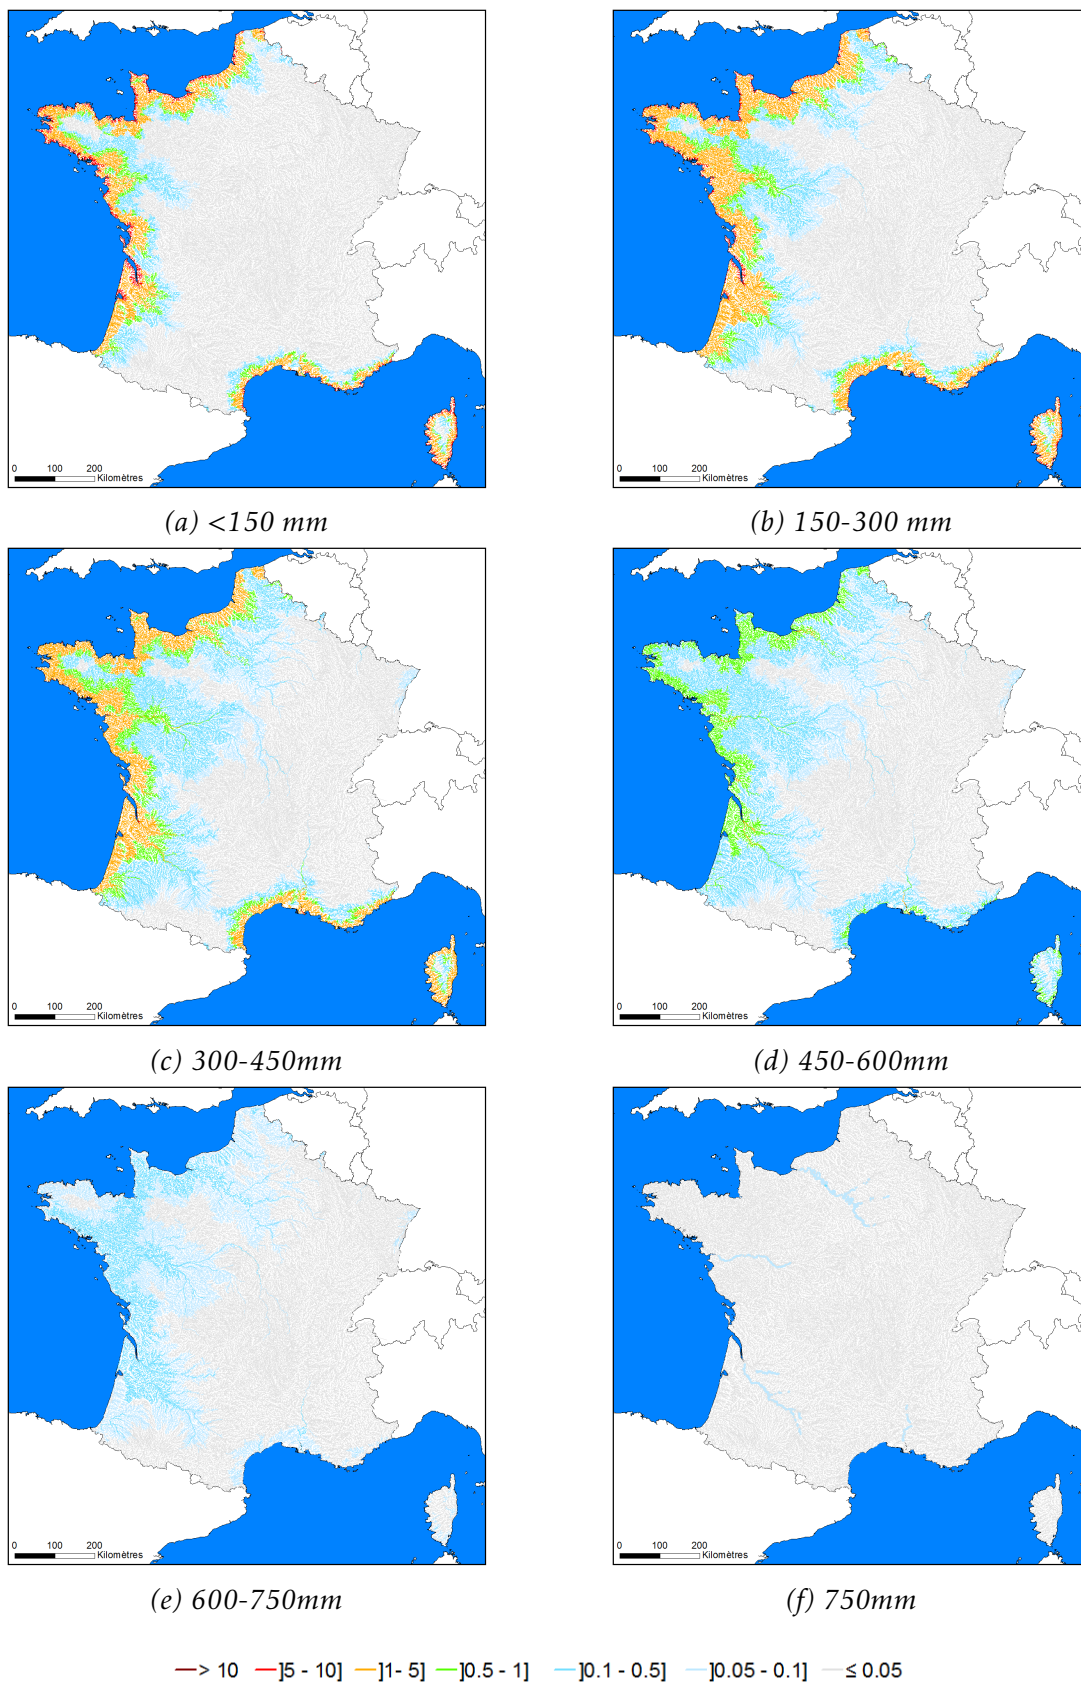 0 100 200
Kilomètres
0 100 200
Kilomètres
(a) <150 mm
(b) 150-300 mm
0 100 200
Kilomètres
0 100 200
Kilomètres
(c) 300-450mm
(d) 450-600mm
0 100 200
Kilomètres
0 100 200
Kilomètres
(e) 600-750mm
(f) 750mm
> 10 ]5 - 10] ]1- 5] ]0.5 - 1] ]0.1 - 0.5] ]0.05 - 0.1] ≤ 0.05